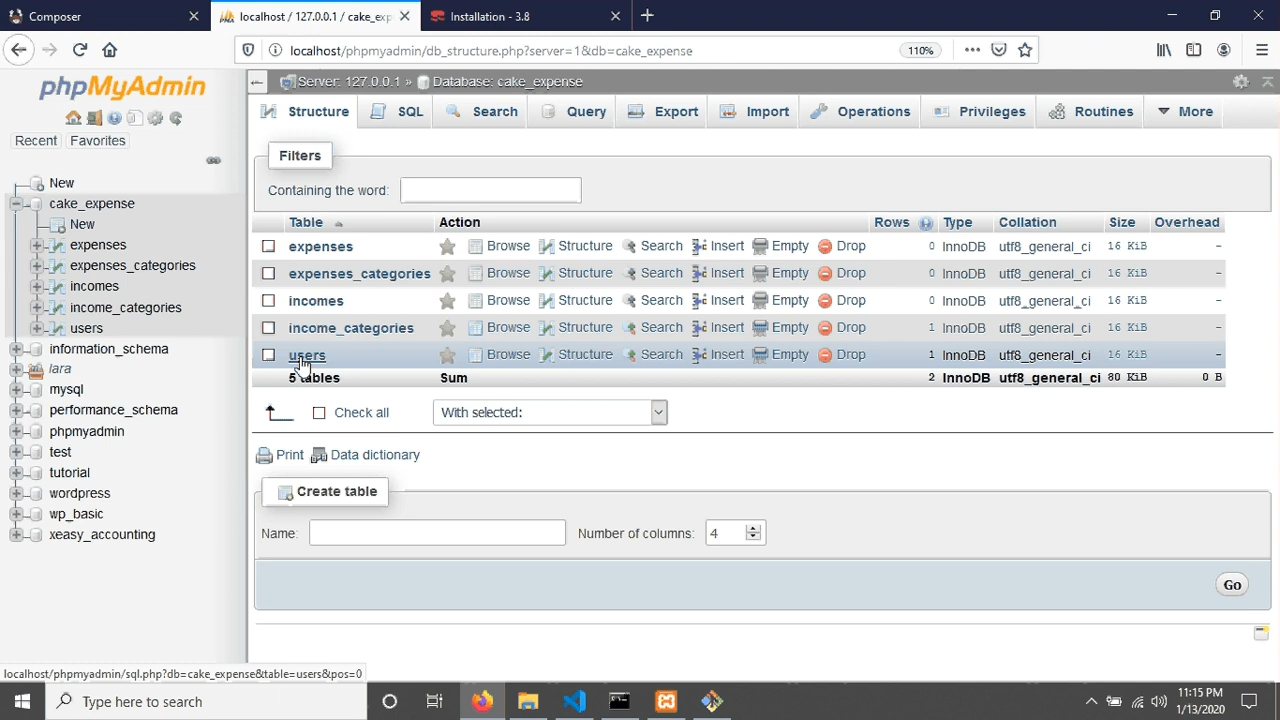 Composer
localhost / 127.0.0.1 / cake_exp
Installation - 3.8
localhost/phpmyadmin/db_structure.php?server=1&db=cake_expense
110%
phpMyAdmin
Recent
Favorites
New
cake_expense
New
expenses
expenses_categories
incomes
income_categories
users
information_schema
lara
mysql
performance_schema
phpmyadmin
test
tutorial
wordpress
wp_basic
xeasy_accounting
Server: 127.0.0.1 » Database: cake_expense
Structure SQL Search Query Export Import Operations Privileges Routines More
Filters
Containing the word:
Table Action Rows Type Collation Size Overhead
expenses Browse Structure Search Insert Empty Drop 0 InnoDB utf8_general_ci 16 KiB -
expenses_categories Browse Structure Search Insert Empty Drop 0 InnoDB utf8_general_ci 16 KiB -
incomes Browse Structure Search Insert Empty Drop 0 InnoDB utf8_general_ci 16 KiB -
income_categories Browse Structure Search Insert Empty Drop 1 InnoDB utf8_general_ci 16 KiB -
users Browse Structure Search Insert Empty Drop 1 InnoDB utf8_general_ci 16 KiB -
5 tables Sum 2 InnoDB utf8_general_ci 80 KiB 0 B
Check all
With selected:
Print Data dictionary
Create table
Name:
Number of columns: 4
Go
localhost/phpmyadmin/sql.php?db=cake_expense&table=users&pos=0
Type here to search
11:15 PM
1/13/2020